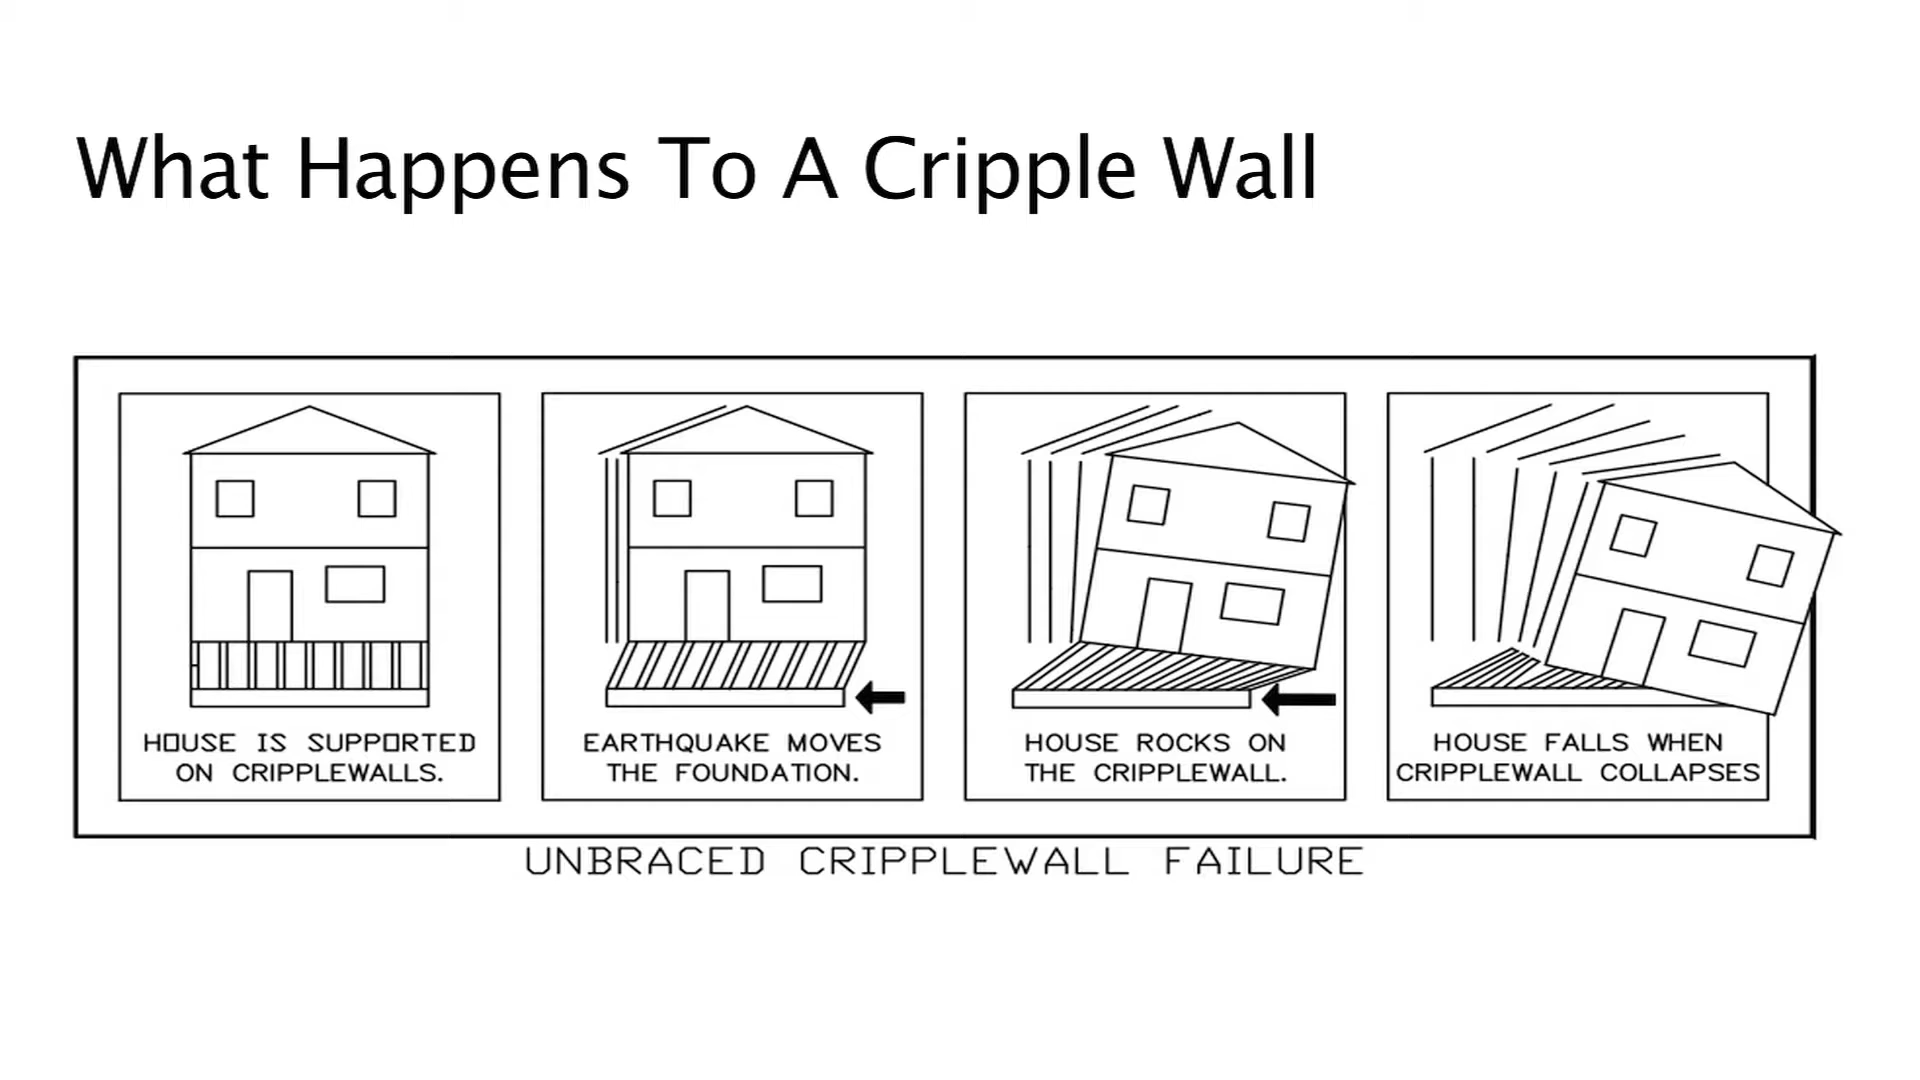 What Happens To A Cripple Wall
HOUSE IS SUPPORTED
ON CRIPPLEWALLS.
EARTHQUAKE MOVES
THE FOUNDATION.
HOUSE ROCKS ON
THE CRIPPLEWALL.
HOUSE FALLS WHEN
CRIPPLEWALL COLLAPSES
UNBRACED CRIPPLEWALL FAILURE